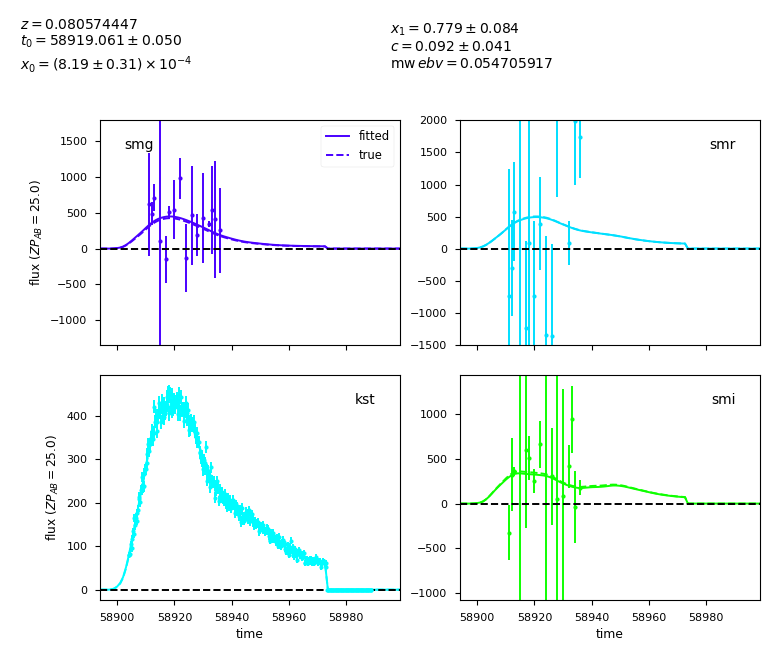 z = 0.080574447
t₀ = 58919.061 ± 0.050
x₀ = (8.19 ± 0.31) × 10⁻⁴
x₁ = 0.779 ± 0.084
c = 0.092 ± 0.041
mw ebv = 0.054705917
smg
fitted
true
1500
1000
500
0
−500
−1000
flux (ZP_AB = 25.0)
smr
2000
1500
1000
500
0
−500
−1000
−1500
kst
400
300
200
100
0
flux (ZP_AB = 25.0)
58900 58920 58940 58960 58980
time
smi
1000
500
0
−500
−1000
58900 58920 58940 58960 58980
time